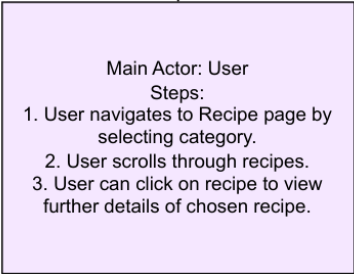 Main Actor: User
Steps:
1. User navigates to Recipe page by
selecting category.
2. User scrolls through recipes.
3. User can click on recipe to view
further details of chosen recipe.